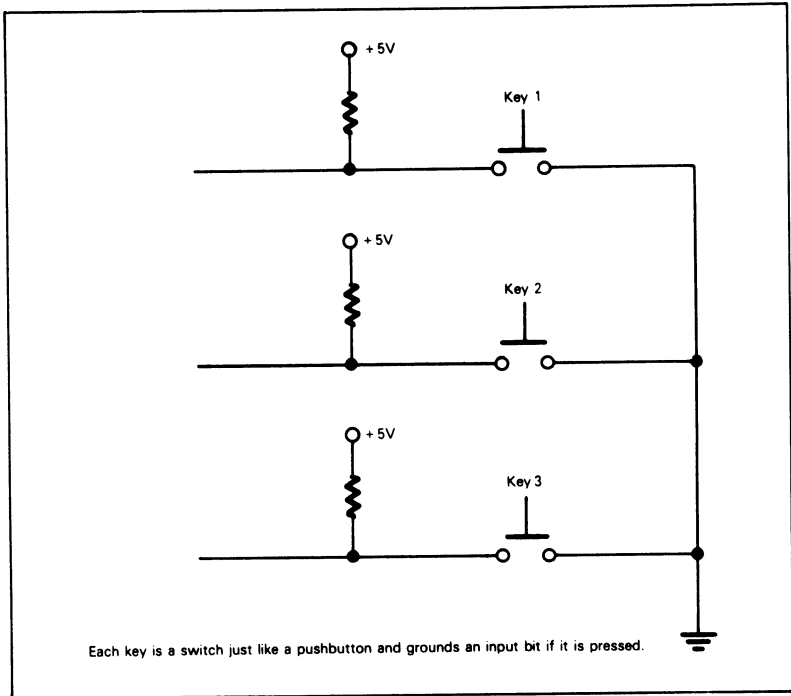 + 5V
Key 1
+ 5V
Key 2
+ 5V
Key 3
Each key is a switch just like a pushbutton and grounds an input bit if it is pressed.